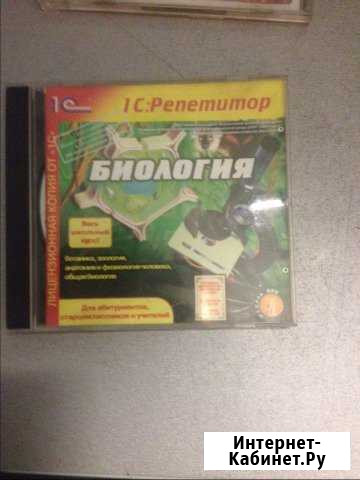 1С
1С:Репетитор
ЛИЦЕНЗИОННАЯ КОПИЯ ОТ «1С»
БИОЛОГИЯ
Весь
школьный
курс!
Ботаника, зоология,
анатомия и физиология человека,
общая биология
Для абитуриентов,
старшеклассников и учителей
Интернет-
Кабинет.Ру